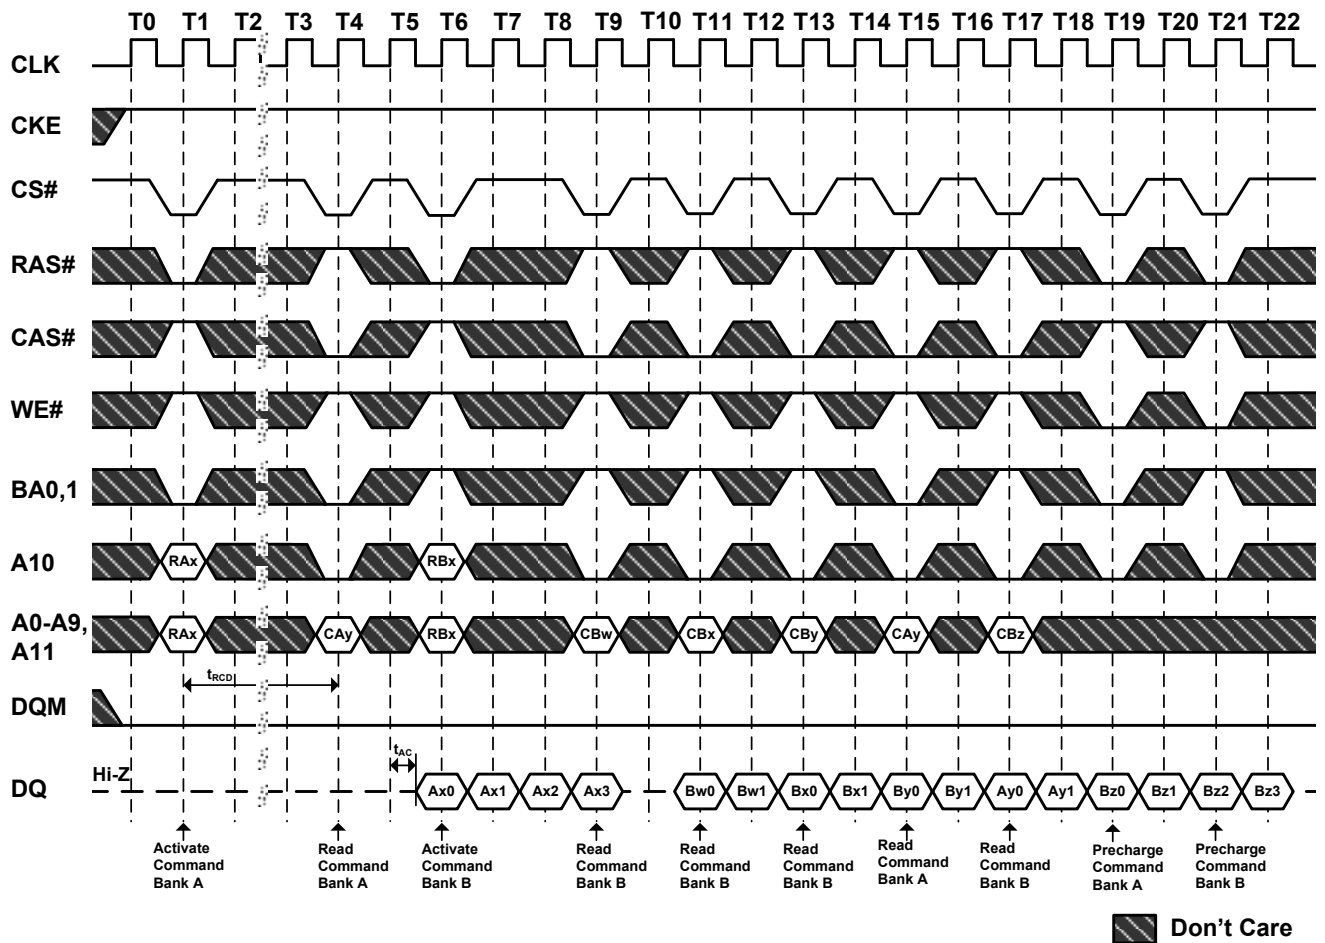 T0 T1 T2 T3 T4 T5 T6 T7 T8 T9 T10 T11 T12 T13 T14 T15 T16 T17 T18 T19 T20 T21 T22
CLK
CKE
CS#
RAS#
CAS#
WE#
BA0,1
A10 RAx RBx
A0-A9,
A11
RAx CAy RBx CBw CBx CBy CAy CBz
tRCD
DQM
tAC
Hi-Z
DQ Ax0 Ax1 Ax2 Ax3 Bw0 Bw1 Bx0 Bx1 By0 By1 Ay0 Ay1 Bz0 Bz1 Bz2 Bz3
Activate
Command
Bank A
Read
Command
Bank A
Activate
Command
Bank B
Read
Command
Bank B
Read
Command
Bank B
Read
Command
Bank B
Read
Command
Bank A
Read
Command
Bank B
Precharge
Command
Bank A
Precharge
Command
Bank B
Don't Care